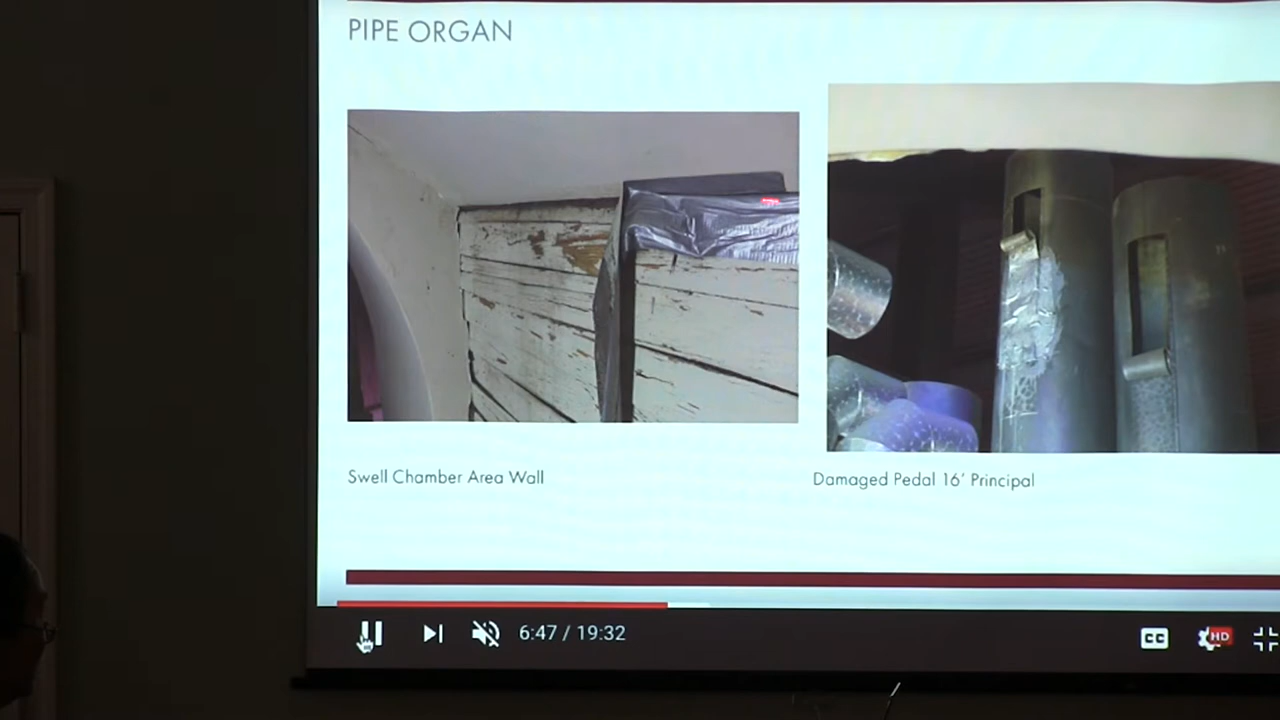 PIPE ORGAN
Swell Chamber Area Wall
Damaged Pedal 16' Principal
6:47 / 19:32
CC
HD